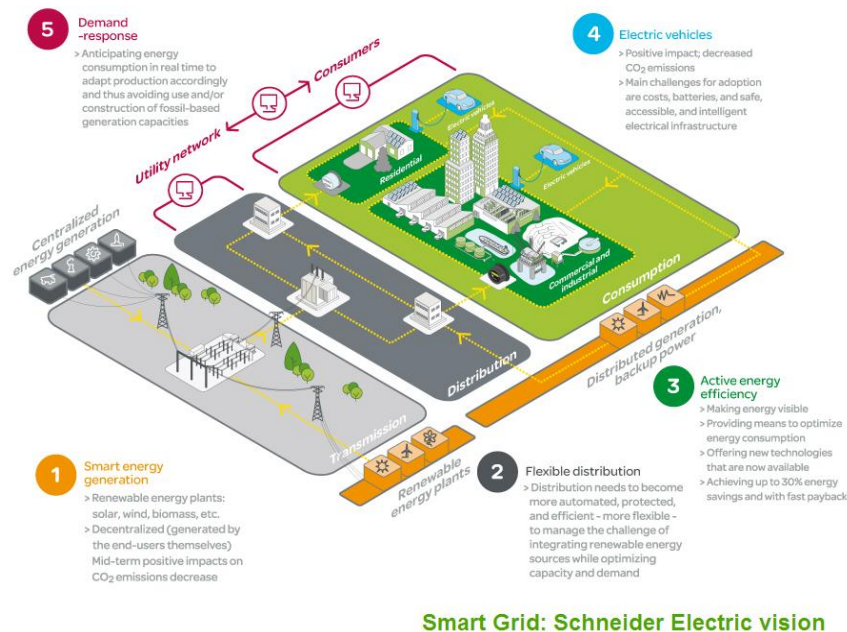 5
Demand
-response
> Anticipating energy
consumption in real time to
adapt production accordingly
and thus avoiding use and/or
construction of fossil-based
generation capacities
4
Electric vehicles
> Positive impact; decreased
CO2 emissions
> Main challenges for adoption
are costs, batteries, and safe,
accessible, and intelligent
electrical infrastructure
Consumers
Utility network
Electric vehicles
Residential
Electric vehicles
Commercial and
industrial
Consumption
Centralized
energy generation
Distribution
Distributed generation,
backup power
Transmission
Renewable
energy plants
3
Active energy
efficiency
> Making energy visible
> Providing means to optimize
energy consumption
> Offering new technologies
that are now available
> Achieving up to 30% energy
savings and with fast payback
1
Smart energy
generation
> Renewable energy plants:
solar, wind, biomass, etc.
> Decentralized (generated by
the end-users themselves)
Mid-term positive impacts on
CO2 emissions decrease
2
Flexible distribution
> Distribution needs to become
more automated, protected,
and efficient - more flexible -
to manage the challenge of
integrating renewable energy
sources while optimizing
capacity and demand
Smart Grid: Schneider Electric vision